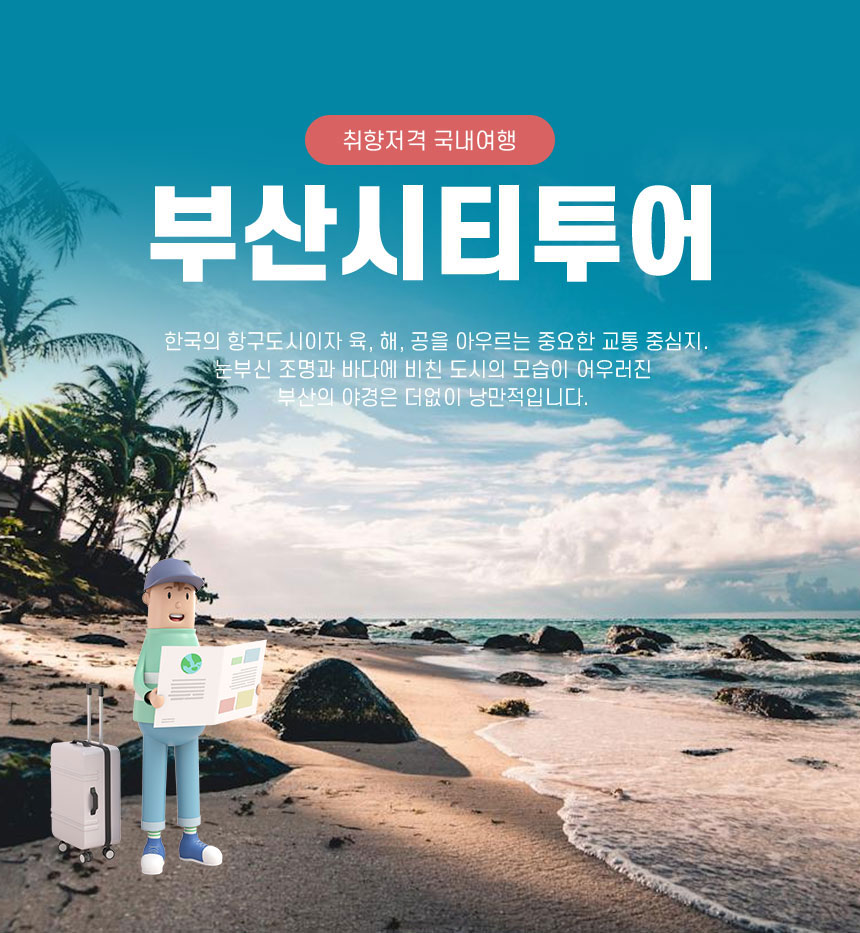 취향저격 국내여행
부산시티투어
한국의 항구도시이자 육, 해, 공을 아우르는 중요한 교통 중심지.
눈부신 조명과 바다에 비친 도시의 모습이 어우러진
부산의 야경은 더없이 낭만적입니다.